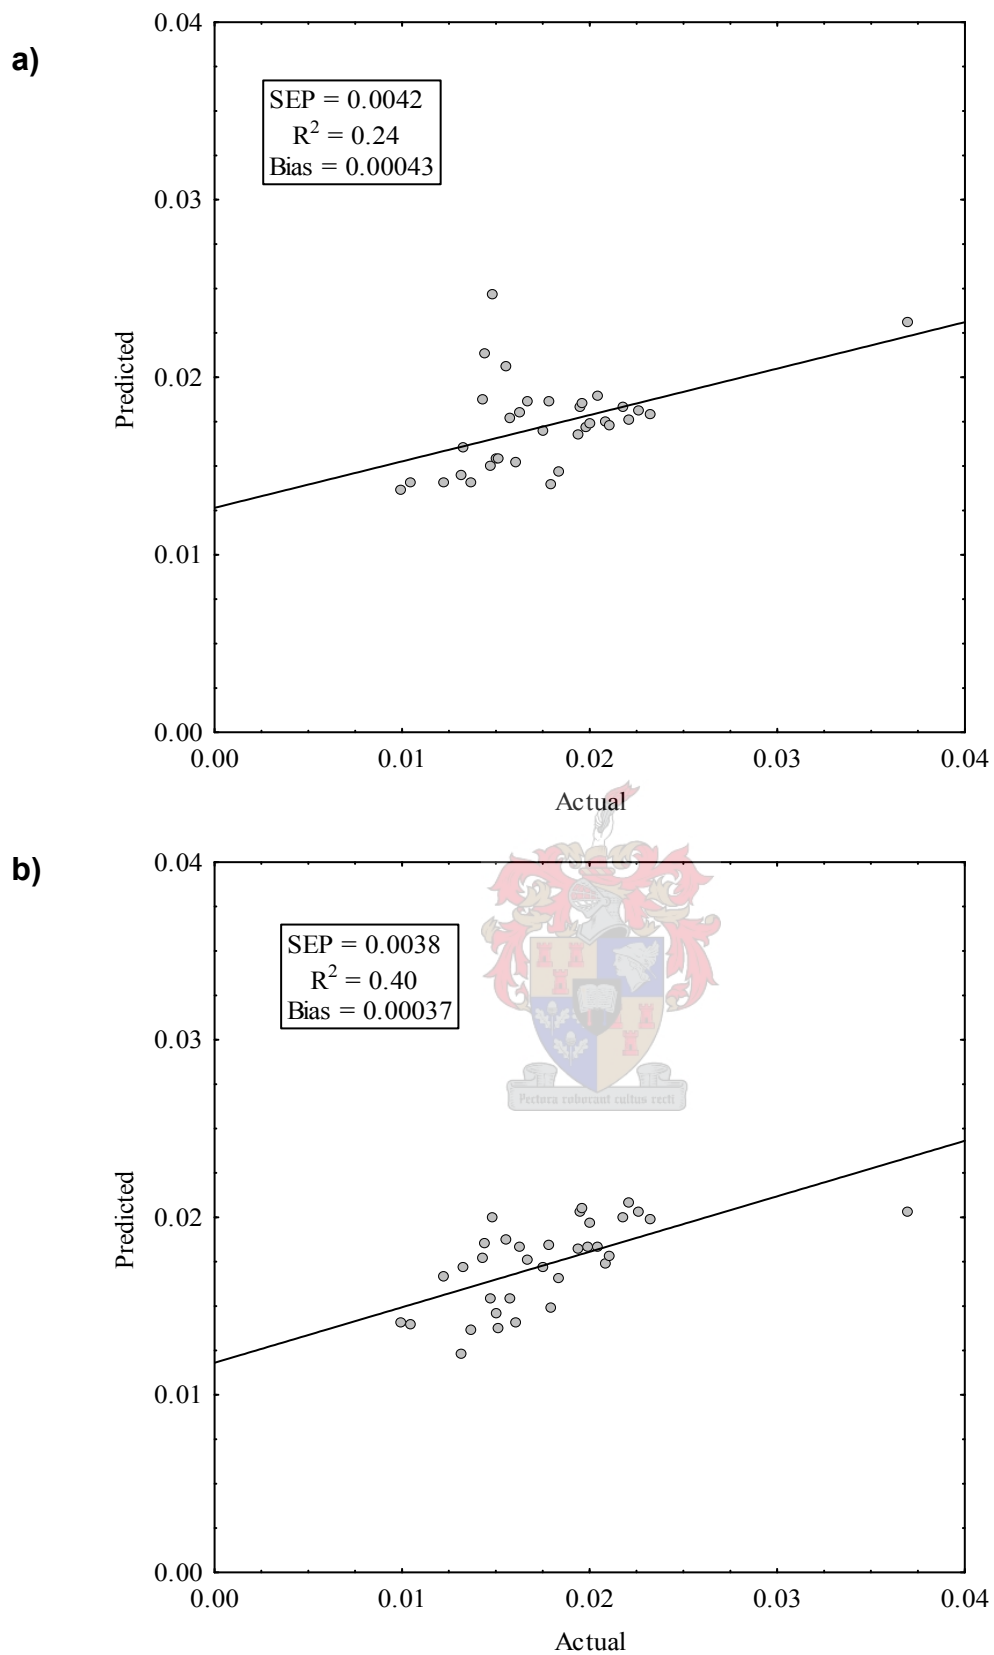 a)
0.04
SEP = 0.0042
R² = 0.24
Bias = 0.00043
0.03
Predicted
0.02
0.01
0.00
0.00 0.01 0.02 0.03 0.04
Actual
b)
0.04
SEP = 0.0038
R² = 0.40
Bias = 0.00037
0.03
Pectora roborant cultus recti
Predicted
0.02
0.01
0.00
0.00 0.01 0.02 0.03 0.04
Actual